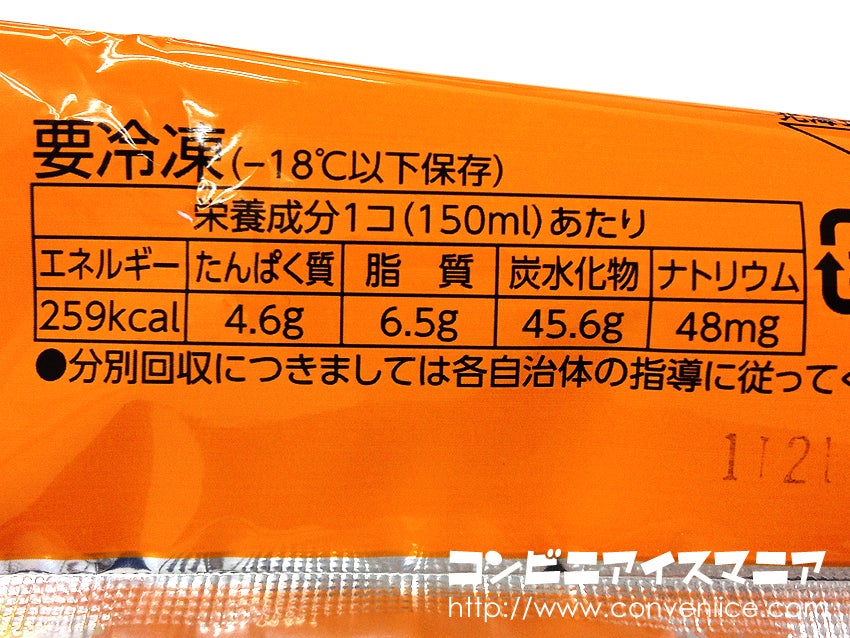 要冷凍(-18℃以下保存)
栄養成分1コ(150ml)あたり
エネルギー たんぱく質 脂 質 炭水化物 ナトリウム
259kcal 4.6g 6.5g 45.6g 48mg
●分別回収につきましては各自治体の指導に従って
コンビニアイスマニア
http://www.conveniice.com